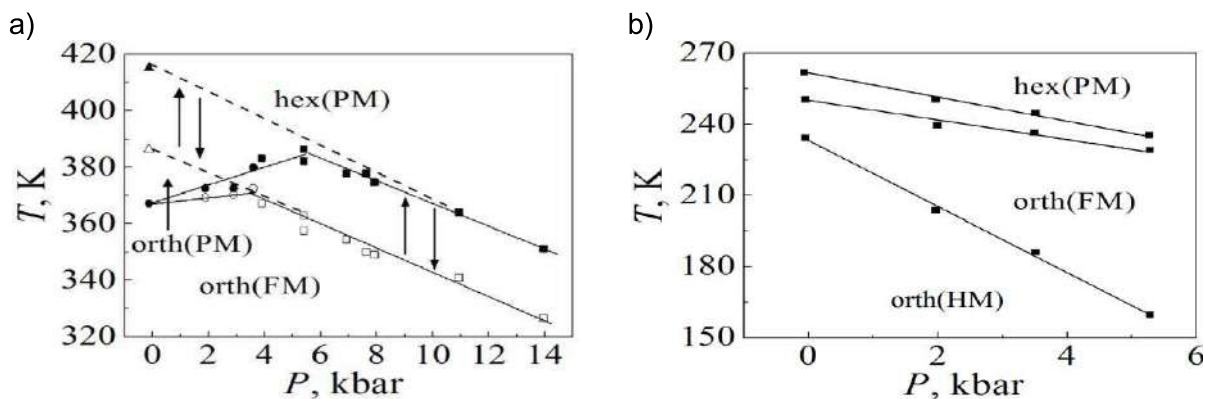 a)
420
400
380
360
340
320
T, K
hex(PM)
orth(PM)
orth(FM)
0 2 4 6 8 10 12 14
P, kbar
b)
270
240
210
180
150
T, K
hex(PM)
orth(FM)
orth(HM)
0 2 4 6
P, kbar